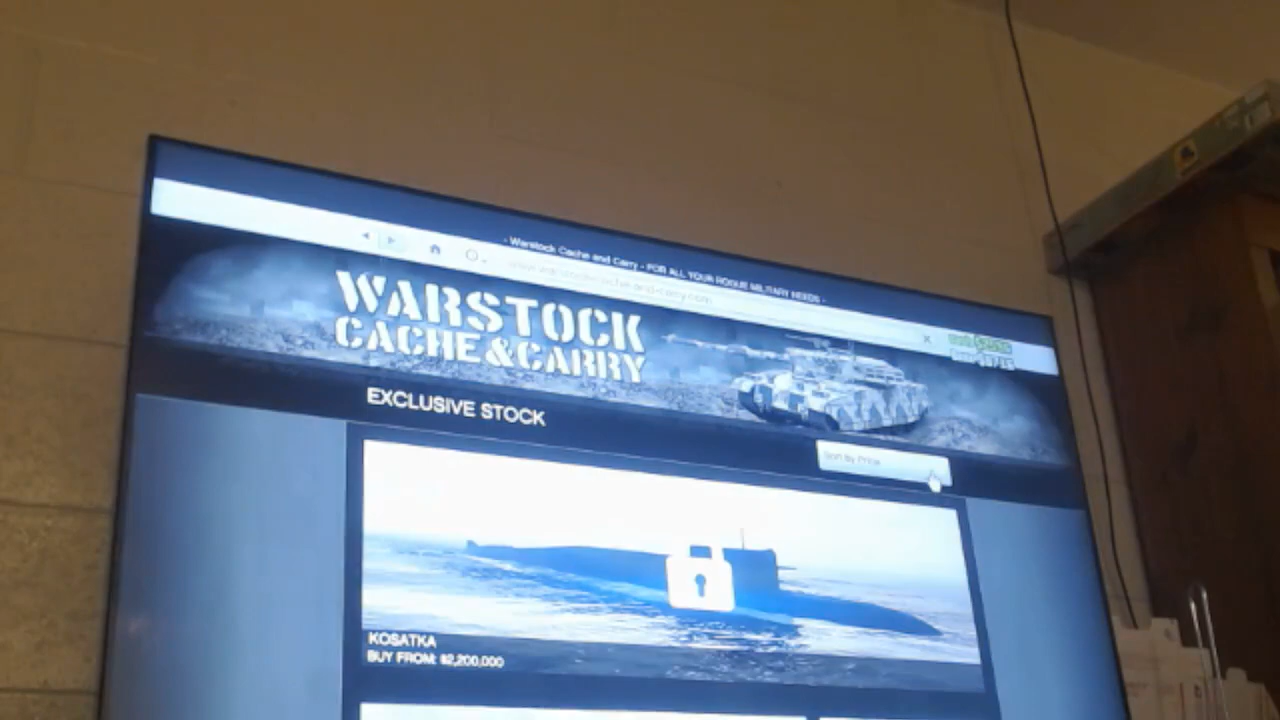 - Warstock Cache and Carry - FOR ALL YOUR ROGUE MILITARY NEEDS -
WARSTOCK
CACHE&CARRY
EXCLUSIVE STOCK
Sort by Price
KOSATKA
BUY FROM: $2,200,000